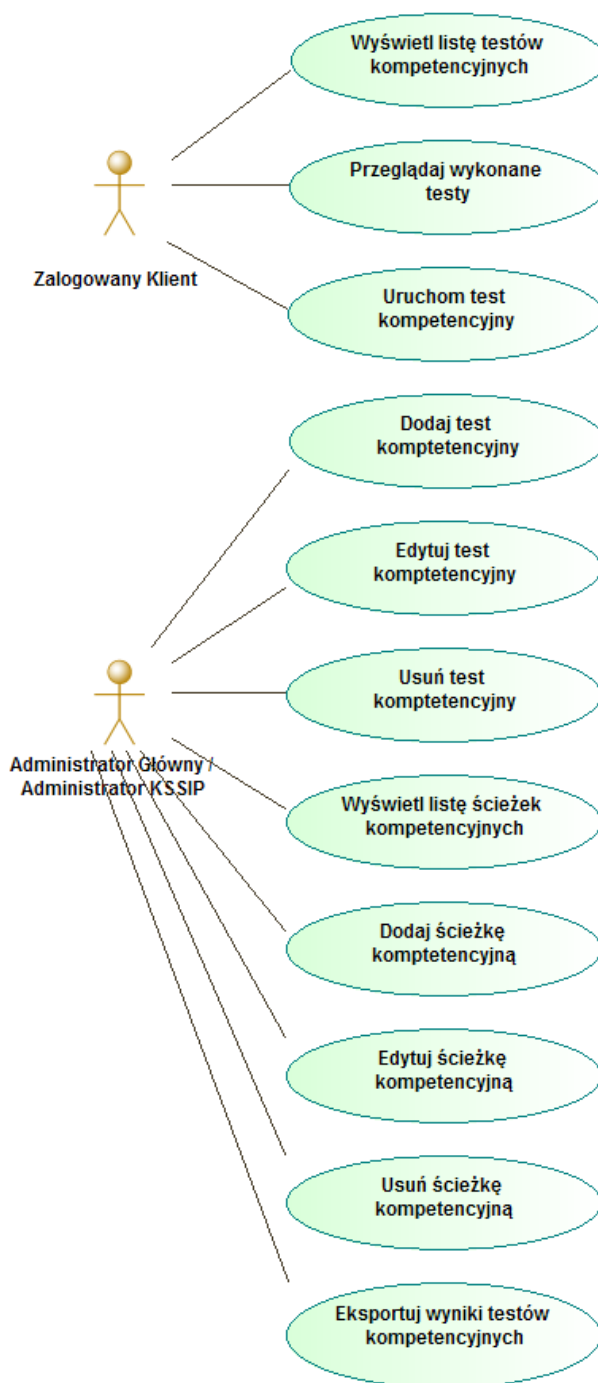 Wyświetl listę testów
kompetencyjnych
Przeglądaj wykonane
testy
Zalogowany Klient
Uruchom test
kompetencyjny
Dodaj test
komptetencyjny
Edytuj test
komptetencyjny
Usuń test
komptetencyjny
Administrator Główny /
Administrator KSSIP
Wyświetl listę ścieżek
kompetencyjnych
Dodaj ścieżkę
komptetencyjną
Edytuj ścieżkę
kompetencyjną
Usuń ścieżkę
kompetencyjną
Eksportuj wyniki testów
kompetencyjnych